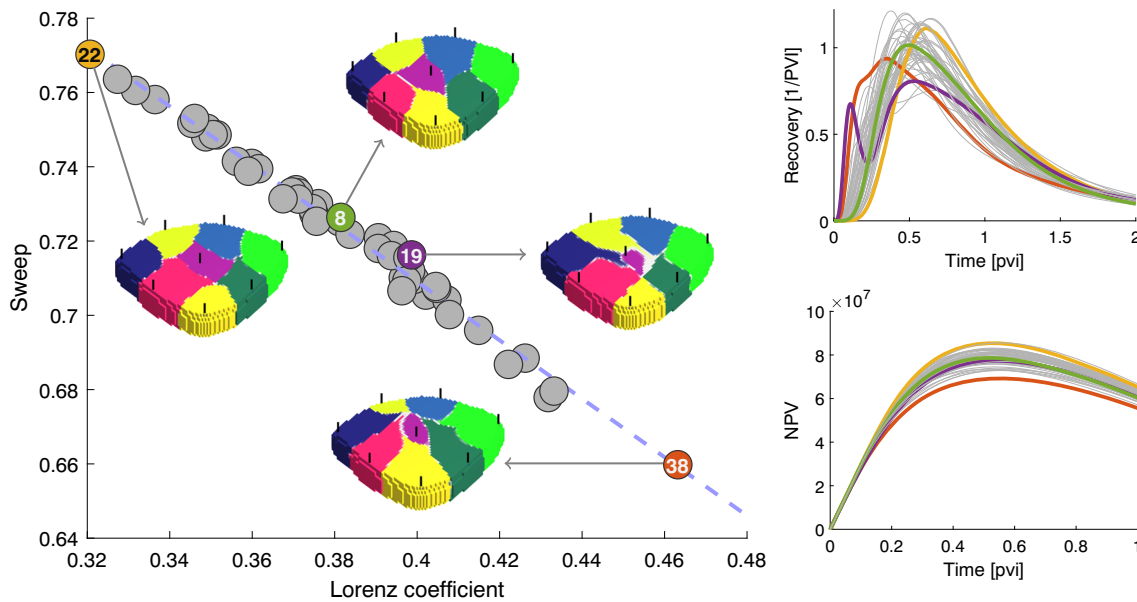 0.78
0.76
0.74
0.72
0.7
0.68
0.66
0.64
Sweep
22
8
19
38
0.32 0.34 0.36 0.38 0.4 0.42 0.44 0.46 0.48
Lorenz coefficient
1
0.5
0
Recovery [1/PVI]
0 0.5 1 1.5 2
Time [pvi]
×10⁷
10
8
6
4
2
0
NPV
0 0.2 0.4 0.6 0.8 1
Time [pvi]